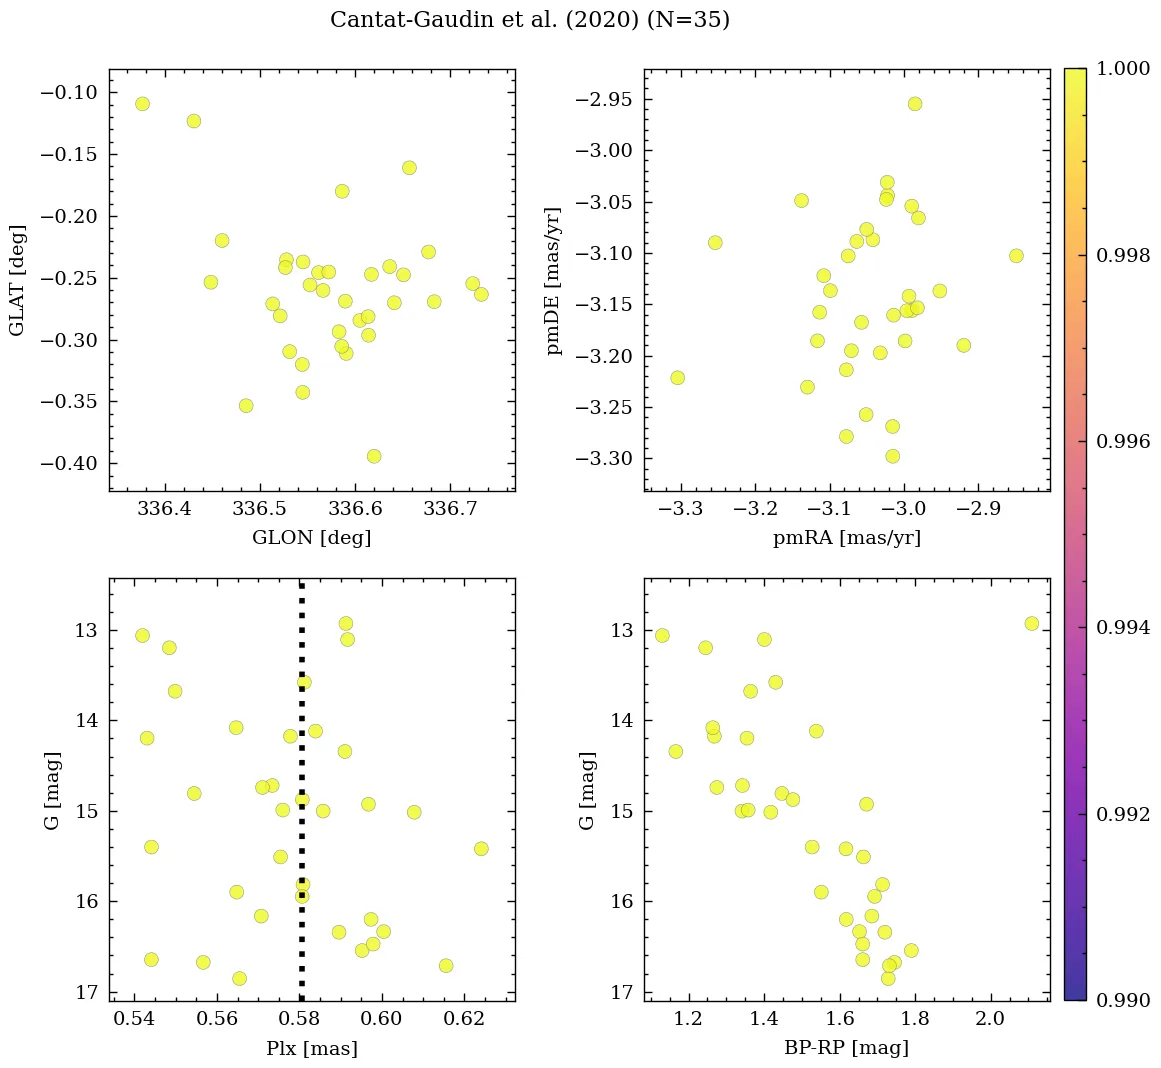 Cantat-Gaudin et al. (2020) (N=35)
−0.10
−0.15
−0.20
−0.25
−0.30
−0.35
−0.40
GLAT [deg]
336.4 336.5 336.6 336.7
GLON [deg]
−2.95
−3.00
−3.05
−3.10
−3.15
−3.20
−3.25
−3.30
pmDE [mas/yr]
−3.3 −3.2 −3.1 −3.0 −2.9
pmRA [mas/yr]
13
14
15
16
17
G [mag]
0.54 0.56 0.58 0.60 0.62
Plx [mas]
13
14
15
16
17
G [mag]
1.2 1.4 1.6 1.8 2.0
BP-RP [mag]
1.000
0.998
0.996
0.994
0.992
0.990